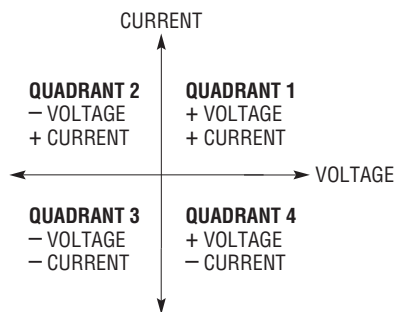 CURRENT
QUADRANT 2
– VOLTAGE
+ CURRENT
QUADRANT 1
+ VOLTAGE
+ CURRENT
VOLTAGE
QUADRANT 3
– VOLTAGE
– CURRENT
QUADRANT 4
+ VOLTAGE
– CURRENT